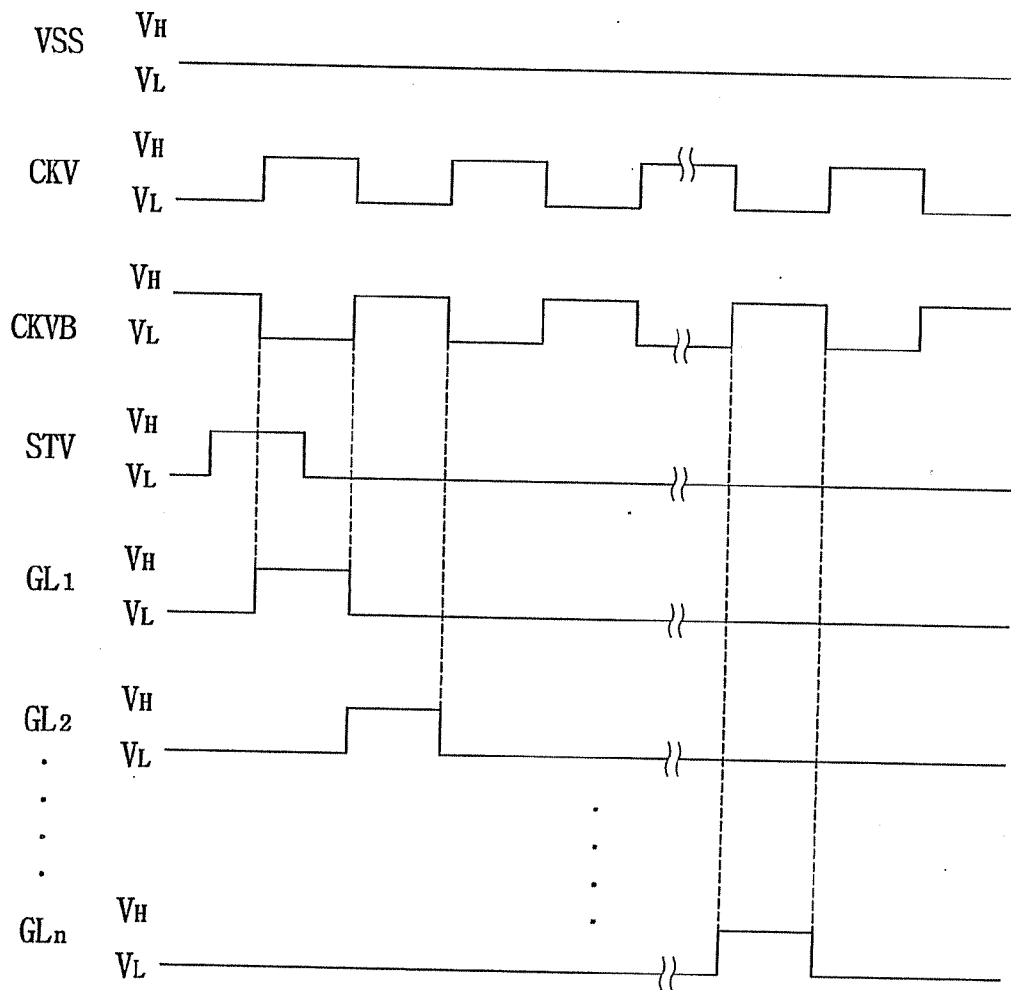 VSS VH
VL
CKV VH
VL
CKVB VH
VL
STV VH
VL
GL1 VH
VL
GL2 VH
VL
GLn VH
VL